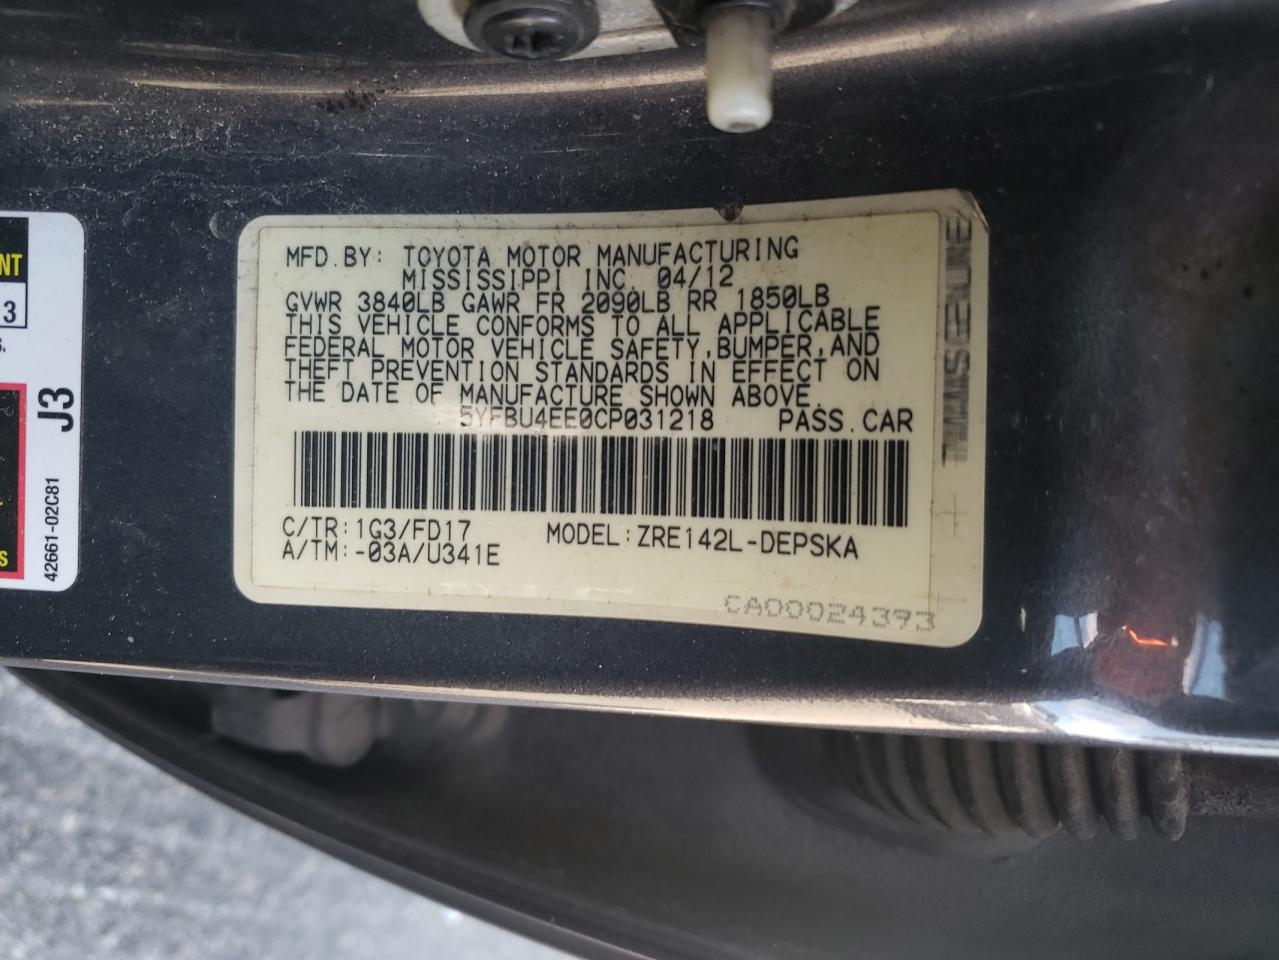 NT
3
S.
S
J3
42661-02C81
MFD.BY: TOYOTA MOTOR MANUFACTURING
MISSISSIPPI INC. 04/12
GVWR 3840LB GAWR FR 2090LB RR 1850LB
THIS VEHICLE CONFORMS TO ALL APPLICABLE
FEDERAL MOTOR VEHICLE SAFETY,BUMPER,AND
THEFT PREVENTION STANDARDS IN EFFECT ON
THE DATE OF MANUFACTURE SHOWN ABOVE.
5YFBU4EE0CP031218 PASS.CAR
C/TR:1G3/FD17 MODEL:ZRE142L-DEPSKA
A/TM:-03A/U341E
CA00024393